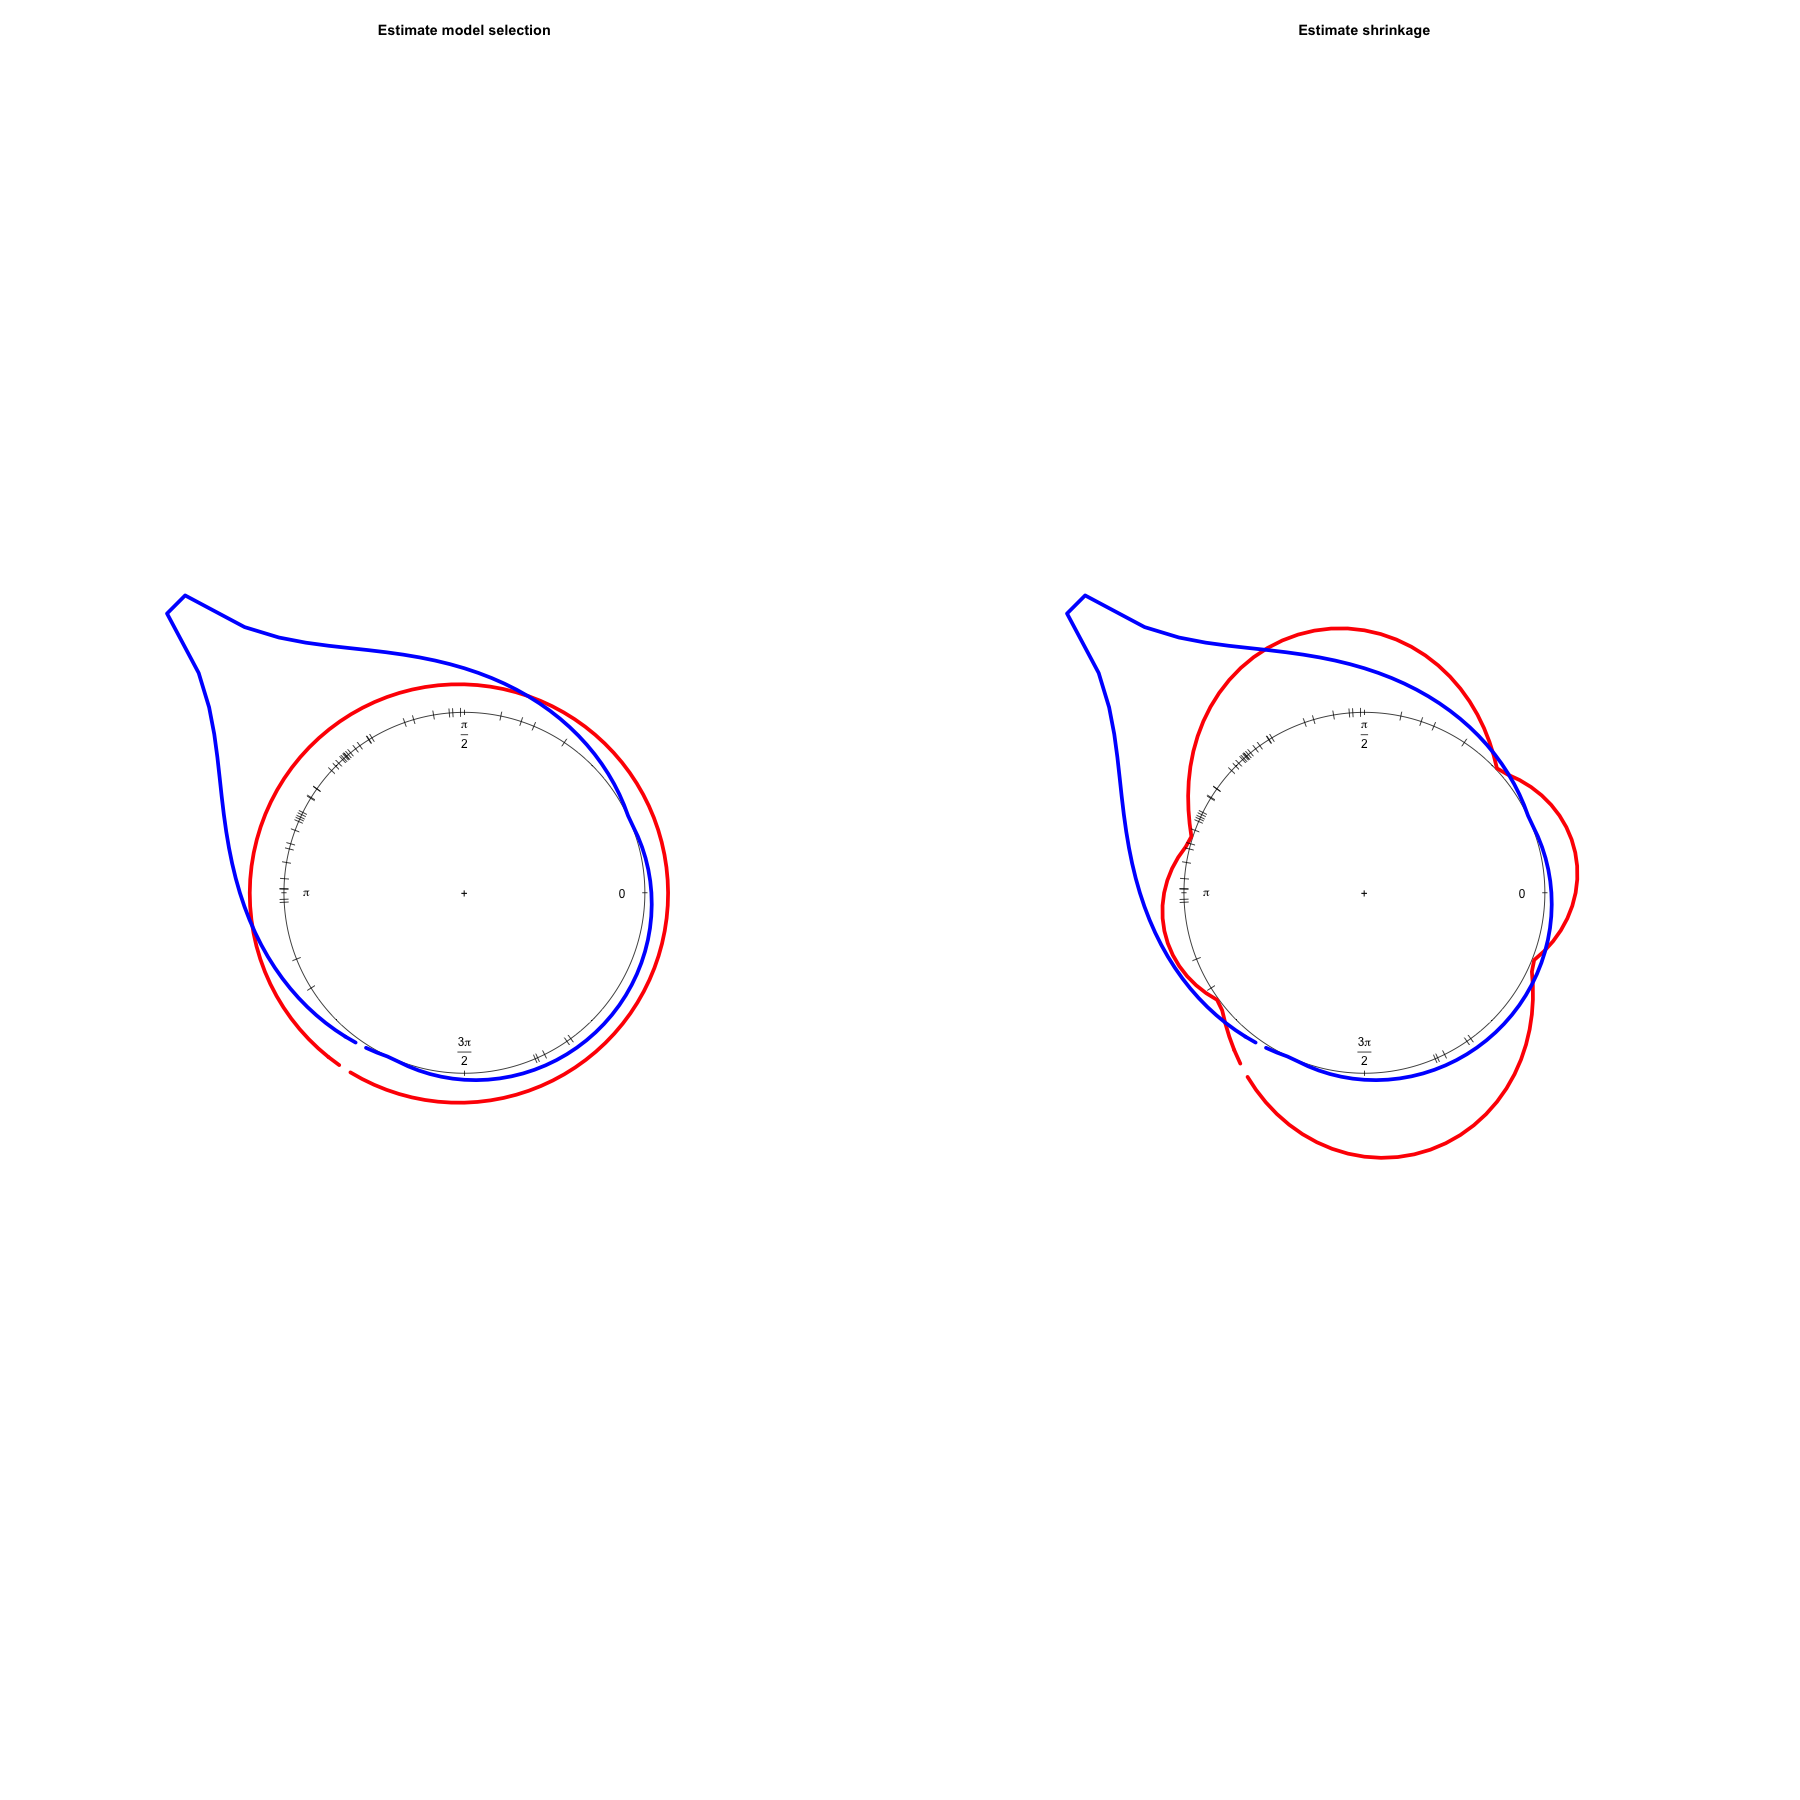 Estimate model selection
π
2
π
+
0
3π
2
Estimate shrinkage
π
2
π
+
0
3π
2